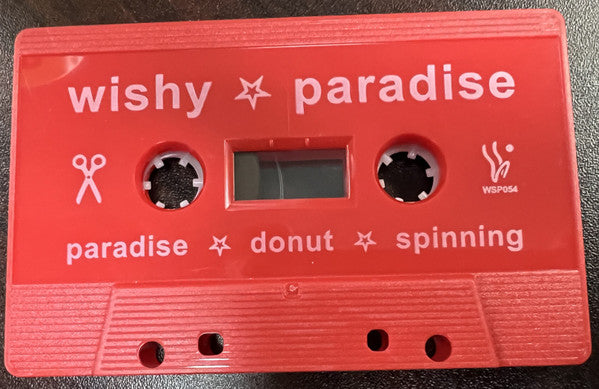 wishy ☆ paradise
WSP054
paradise ☆ donut ☆ spinning